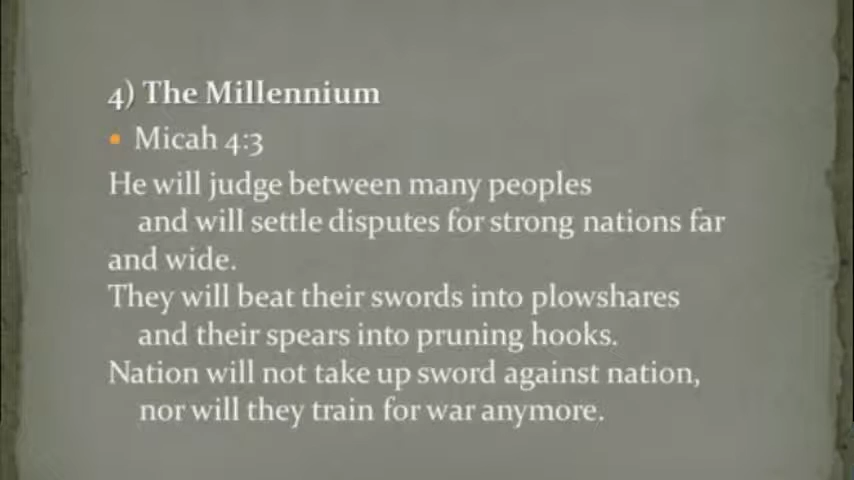 4) The Millennium
• Micah 4:3
He will judge between many peoples
and will settle disputes for strong nations far
and wide.
They will beat their swords into plowshares
and their spears into pruning hooks.
Nation will not take up sword against nation,
nor will they train for war anymore.